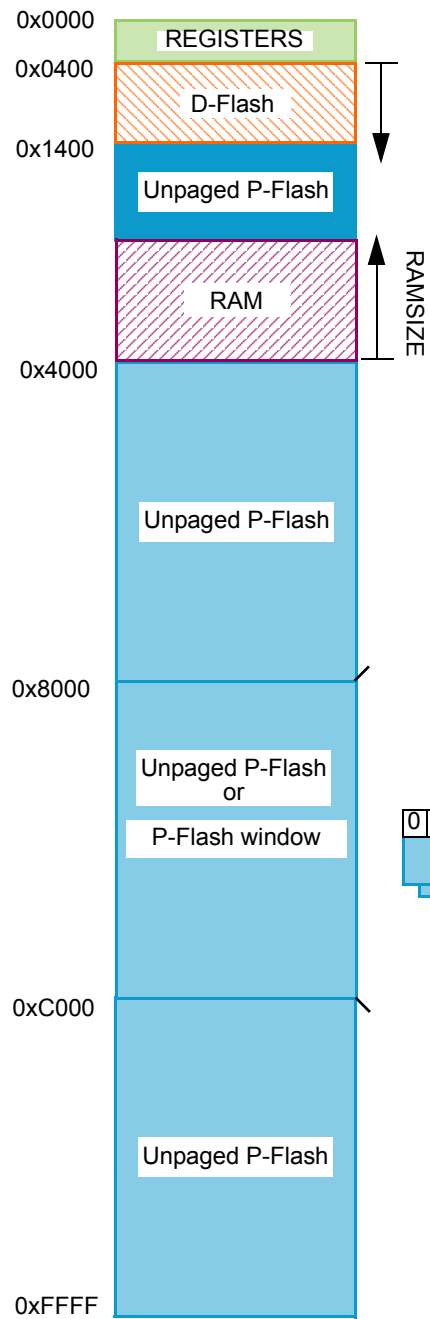 0x0000
REGISTERS
0x0400
D-Flash
0x1400
Unpaged P-Flash
RAM
RAMSIZE
0x4000
Unpaged P-Flash
0x8000
Unpaged P-Flash
or
P-Flash window
0
0xC000
Unpaged P-Flash
0xFFFF